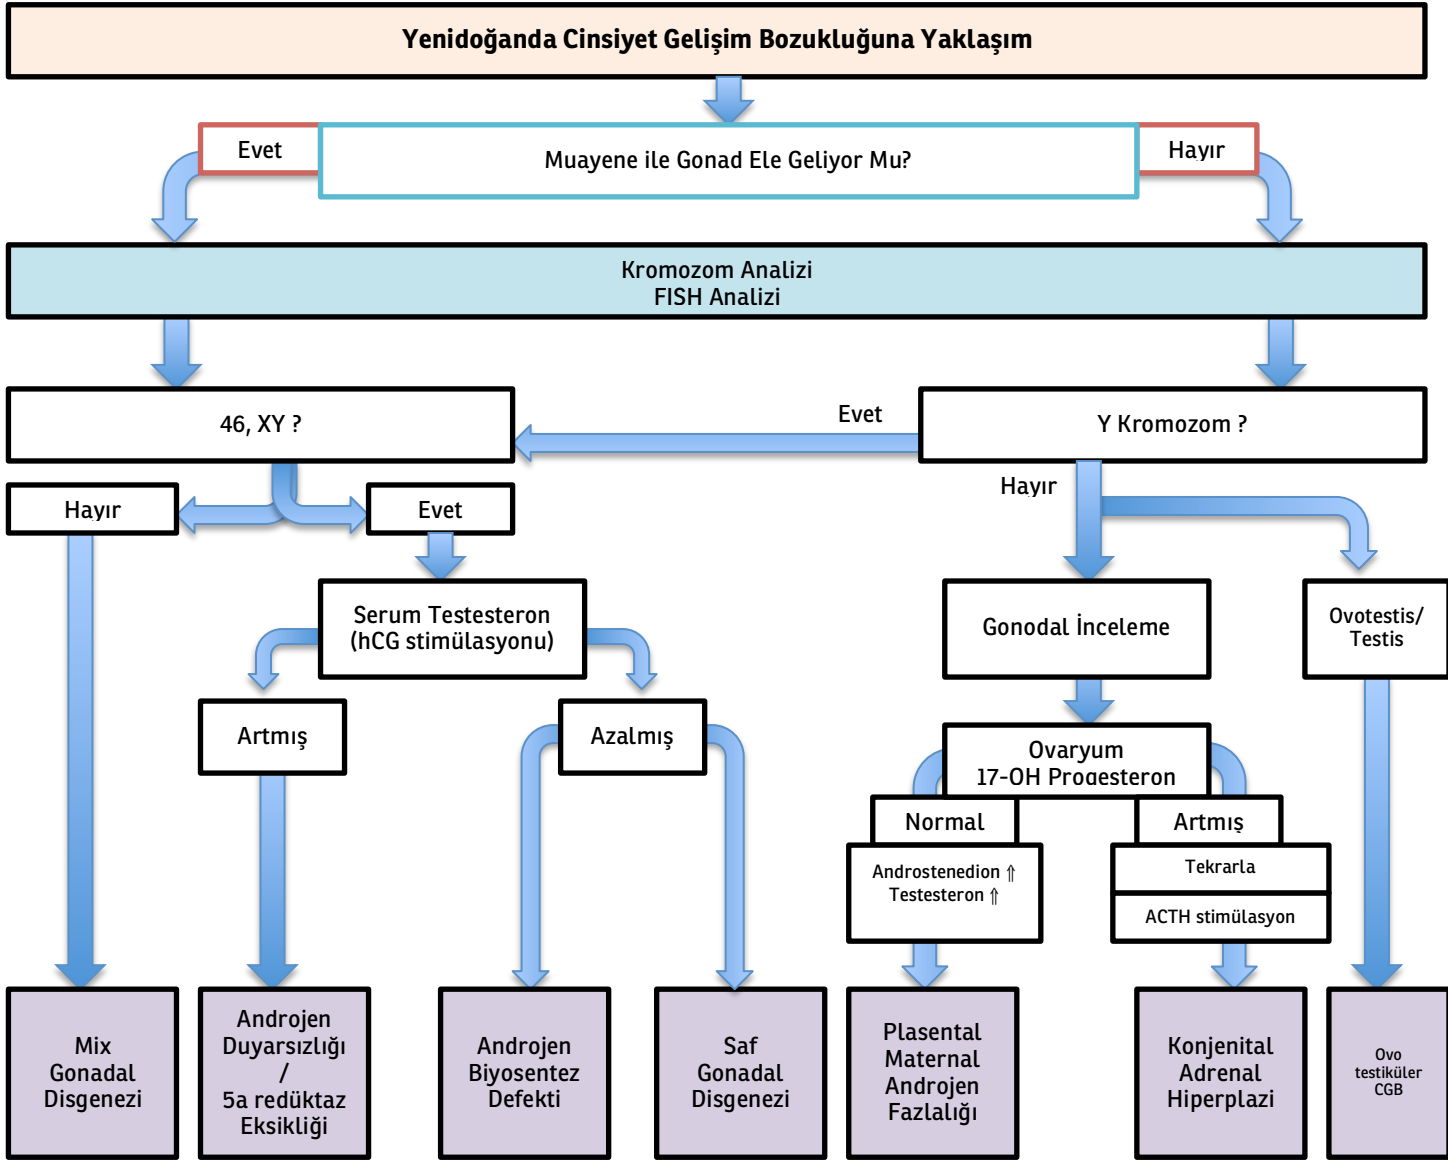 Yenidoğanda Cinsiyet Gelişim Bozukluğuna Yaklaşım
Evet
Muayene ile Gonad Ele Geliyor Mu?
Hayır
Kromozom Analizi
FISH Analizi
46, XY ?
Evet
Y Kromozom ?
Hayır
Evet
Hayır
Serum Testesteron
(hCG stimülasyonu)
Gonodal İnceleme
Ovotestis/
Testis
Artmış
Azalmış
Ovaryum
17-OH Progesteron
Normal
Artmış
Androstenedion ⇑
Testesteron ⇑
Tekrarla
ACTH stimülasyon
Mix
Gonadal
Disgenezi
Androjen
Duyarsızlığı
/
5a redüktaz
Eksikliği
Androjen
Biyosentez
Defekti
Saf
Gonadal
Disgenezi
Plasental
Maternal
Androjen
Fazlalığı
Konjenital
Adrenal
Hiperplazi
Ovo
testiküler
CGB